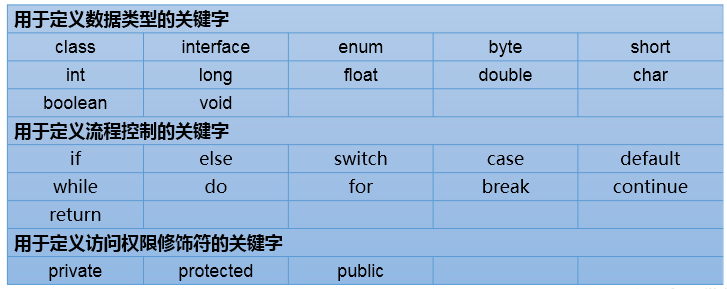 用于定义数据类型的关键字
class interface enum byte short
int long float double char
boolean void
用于定义流程控制的关键字
if else switch case default
while do for break continue
return
用于定义访问权限修饰符的关键字
private protected public